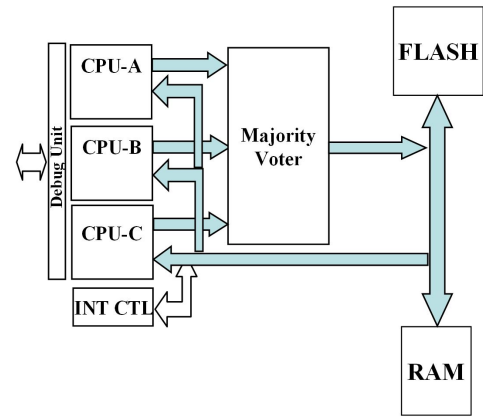 FLASH
CPU-A
Majority
Voter
CPU-B
Debug Unit
CPU-C
INT CTL
RAM